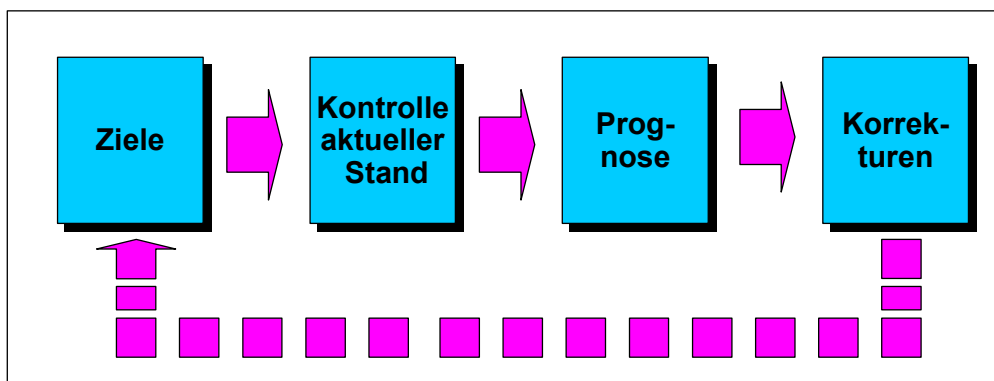 Ziele
Kontrolle
aktueller
Stand
Prog-
nose
Korrek-
turen